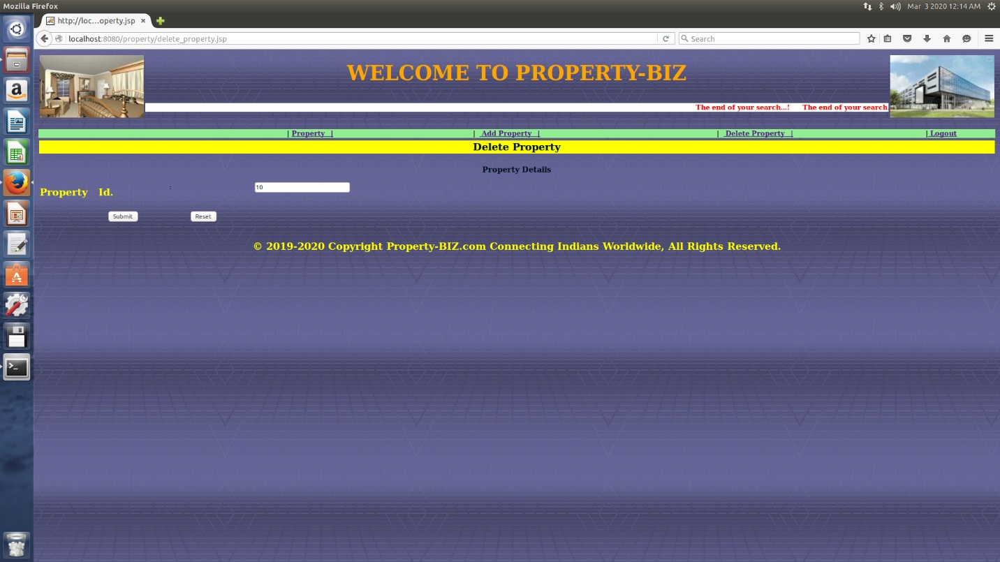 Mozilla Firefox
Mar 3 2020 12:14 AM
http://loc...operty.jsp
localhost:8080/property/delete_property.jsp
Search
WELCOME TO PROPERTY-BIZ
The end of your search...! The end of your search
| Property | | Add Property | | Delete Property | | Logout
Delete Property
Property Details
Property Id. : 10
Submit Reset
© 2019-2020 Copyright Property-BIZ.com Connecting Indians Worldwide, All Rights Reserved.